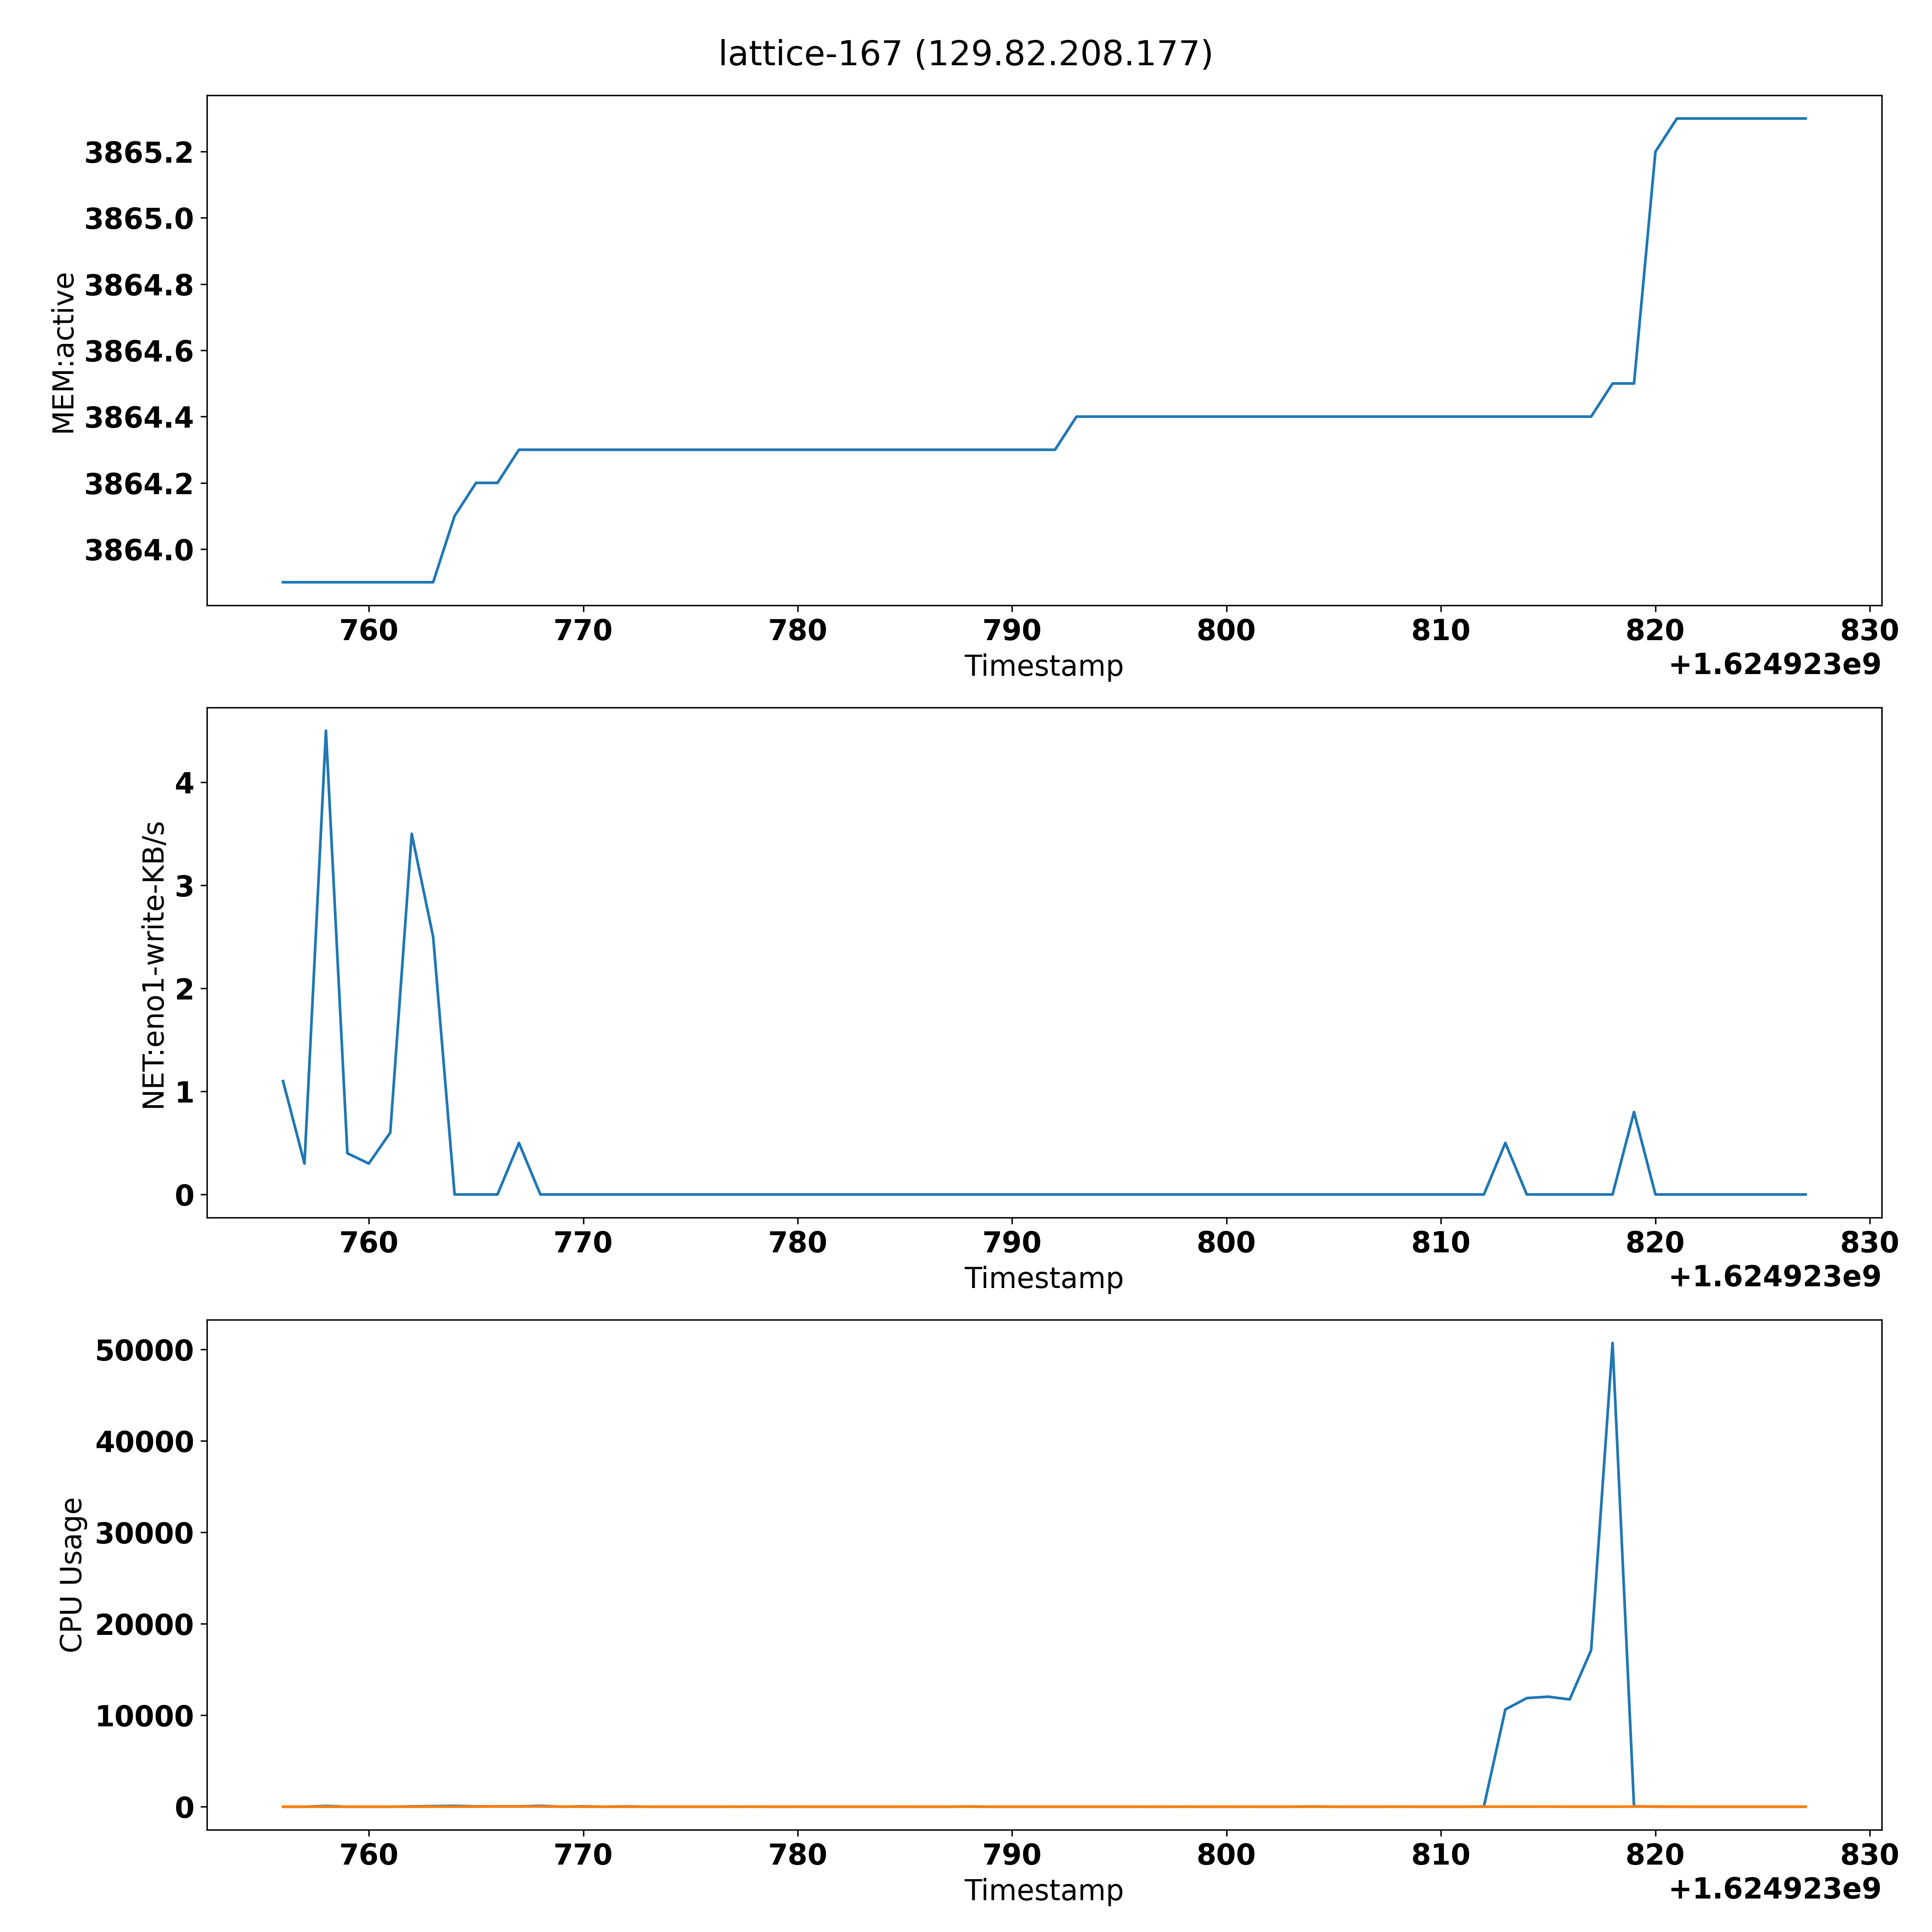 lattice-167 (129.82.208.177)
3865.2
3865.0
3864.8
3864.6
3864.4
3864.2
3864.0
MEM:active
760 770 780 790 800 810 820 830
Timestamp
+1.624923e9
4
3
2
1
0
NET:eno1-write-KB/s
760 770 780 790 800 810 820 830
Timestamp
+1.624923e9
50000
40000
30000
20000
10000
0
CPU Usage
760 770 780 790 800 810 820 830
Timestamp
+1.624923e9